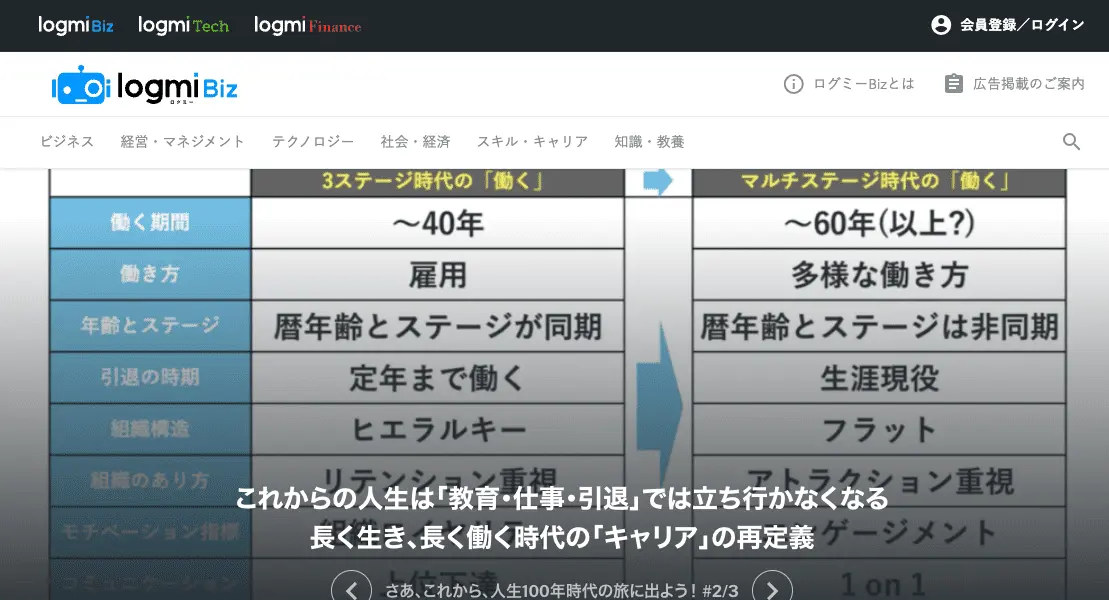 logmi Biz
logmi Tech
logmi Finance
会員登録／ログイン
logmi Biz
ログミー
ログミーBizとは
広告掲載のご案内
ビジネス
経営・マネジメント
テクノロジー
社会・経済
スキル・キャリア
知識・教養
3ステージ時代の「働く」
マルチステージ時代の「働く」
働く期間
～40年
～60年(以上?)
働き方
雇用
多様な働き方
年齢とステージ
暦年齢とステージが同期
暦年齢とステージは非同期
引退の時期
定年まで働く
生涯現役
組織構造
ヒエラルキー
フラット
組織のあり方
リテンション重視
アトラクション重視
これからの人生は「教育・仕事・引退」では立ち行かなくなる
モチベーション指標
長く生き、長く働く時代の「キャリア」の再定義
コミュニケーション
上位下達
1 on 1
さあ、これから、人生100年時代の旅に出よう！ #2/3